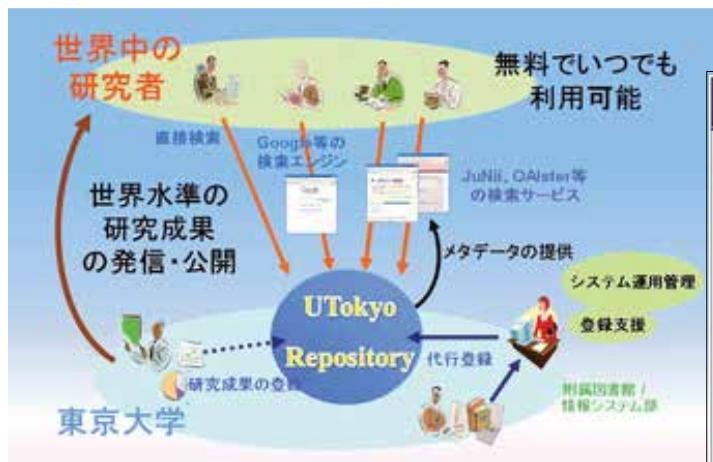 世界中の
研究者
無料でいつでも
利用可能
直接検索
Google等の
検索エンジン
JuNii、OAIster等
の検索サービス
世界水準の
研究成果
の発信・公開
メタデータの提供
システム運用管理
登録支援
UTokyo
Repository
代行登録
研究成果の登録
附属図書館 /
情報システム部
東京大学